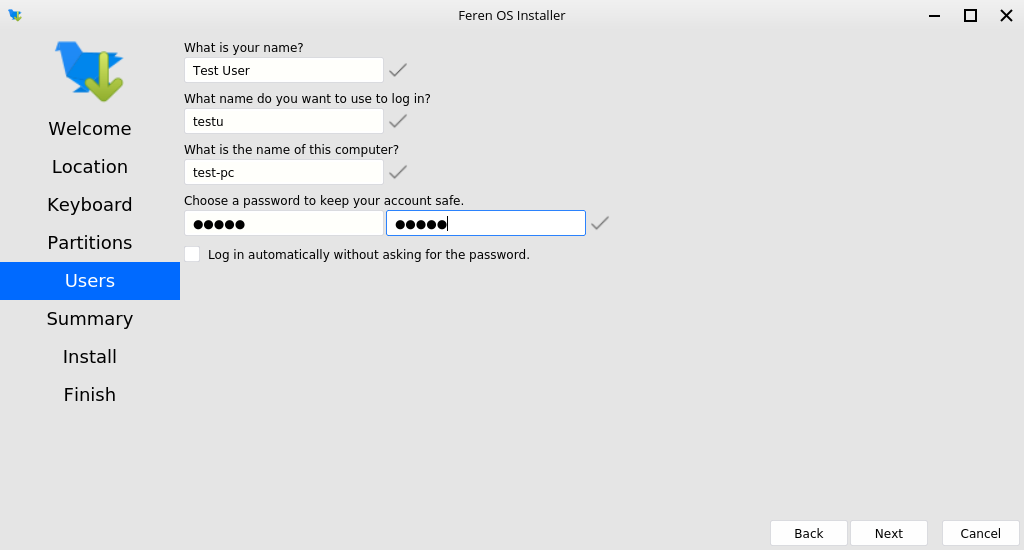 Feren OS Installer
Welcome
Location
Keyboard
Partitions
Users
Summary
Install
Finish
What is your name?
Test User
What name do you want to use to log in?
testu
What is the name of this computer?
test-pc
Choose a password to keep your account safe.
●●●●● ●●●●●
Log in automatically without asking for the password.
Back Next Cancel